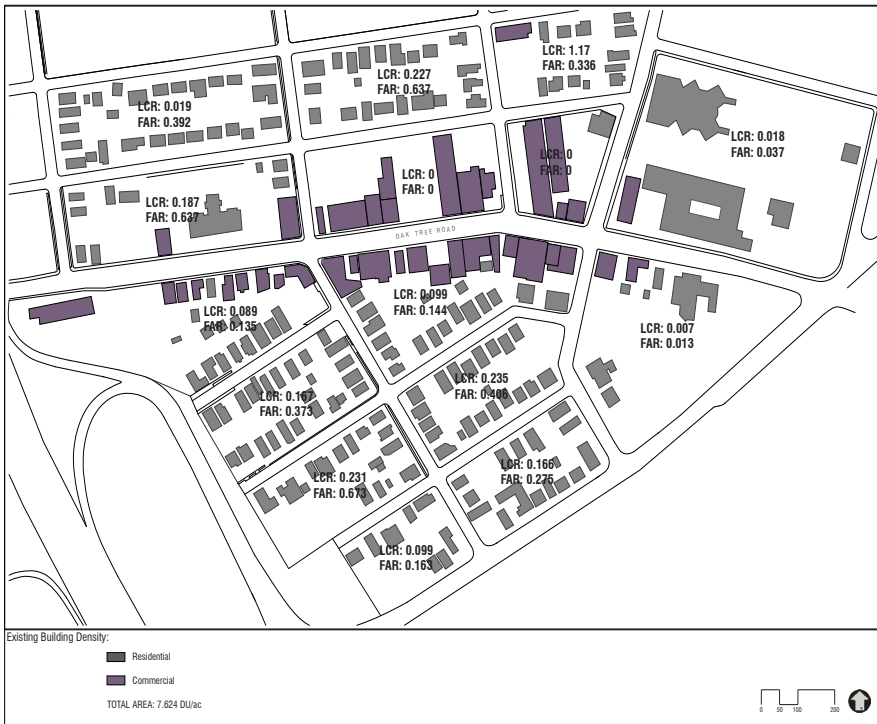 LCR: 1.17
FAR: 0.336
LCR: 0.227
FAR: 0.637
LCR: 0.019
FAR: 0.392
LCR: 0.018
FAR: 0.037
LCR: 0
FAR: 0
LCR: 0
FAR: 0
LCR: 0.187
FAR: 0.637
OAK TREE ROAD
LCR: 0.099
FAR: 0.144
LCR: 0.089
FAR: 0.135
LCR: 0.007
FAR: 0.013
LCR: 0.235
FAR: 0.406
LCR: 0.167
FAR: 0.373
LCR: 0.166
FAR: 0.275
LCR: 0.231
FAR: 0.673
LCR: 0.099
FAR: 0.163
Existing Building Density:
Residential
Commercial
TOTAL AREA: 7.624 DU/ac
0 50 100 200